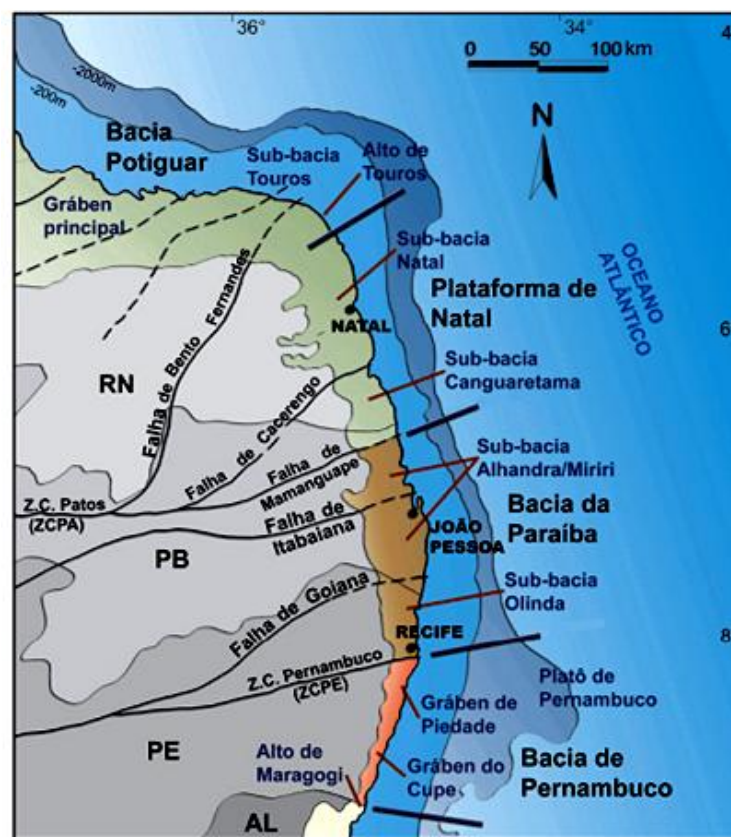 36°
34°
4
0 50 100 km
-2000m
-200m
N
Bacia
Potiguar
Sub-bacia
Touros
Alto de
Touros
Gráben
principal
Sub-bacia
Natal
OCEANO
ATLÂNTICO
Plataforma de
Natal
NATAL
6
Falha de Bento Fernandes
RN
Sub-bacia
Canguaretama
Falha de Cacerengo
Falha de
Mamanguape
Sub-bacia
Alhandra/Miriri
Z.C. Patos
(ZCPA)
Falha de
Itabaiana
JOÃO
PESSOA
Bacia da
Paraíba
PB
Falha de Goiana
Sub-bacia
Olinda
RECIFE
8
Z.C. Pernambuco
(ZCPE)
Platô de
Pernambuco
Gráben de
Piedade
PE
Alto de
Maragogi
Gráben do
Cupe
Bacia de
Pernambuco
AL